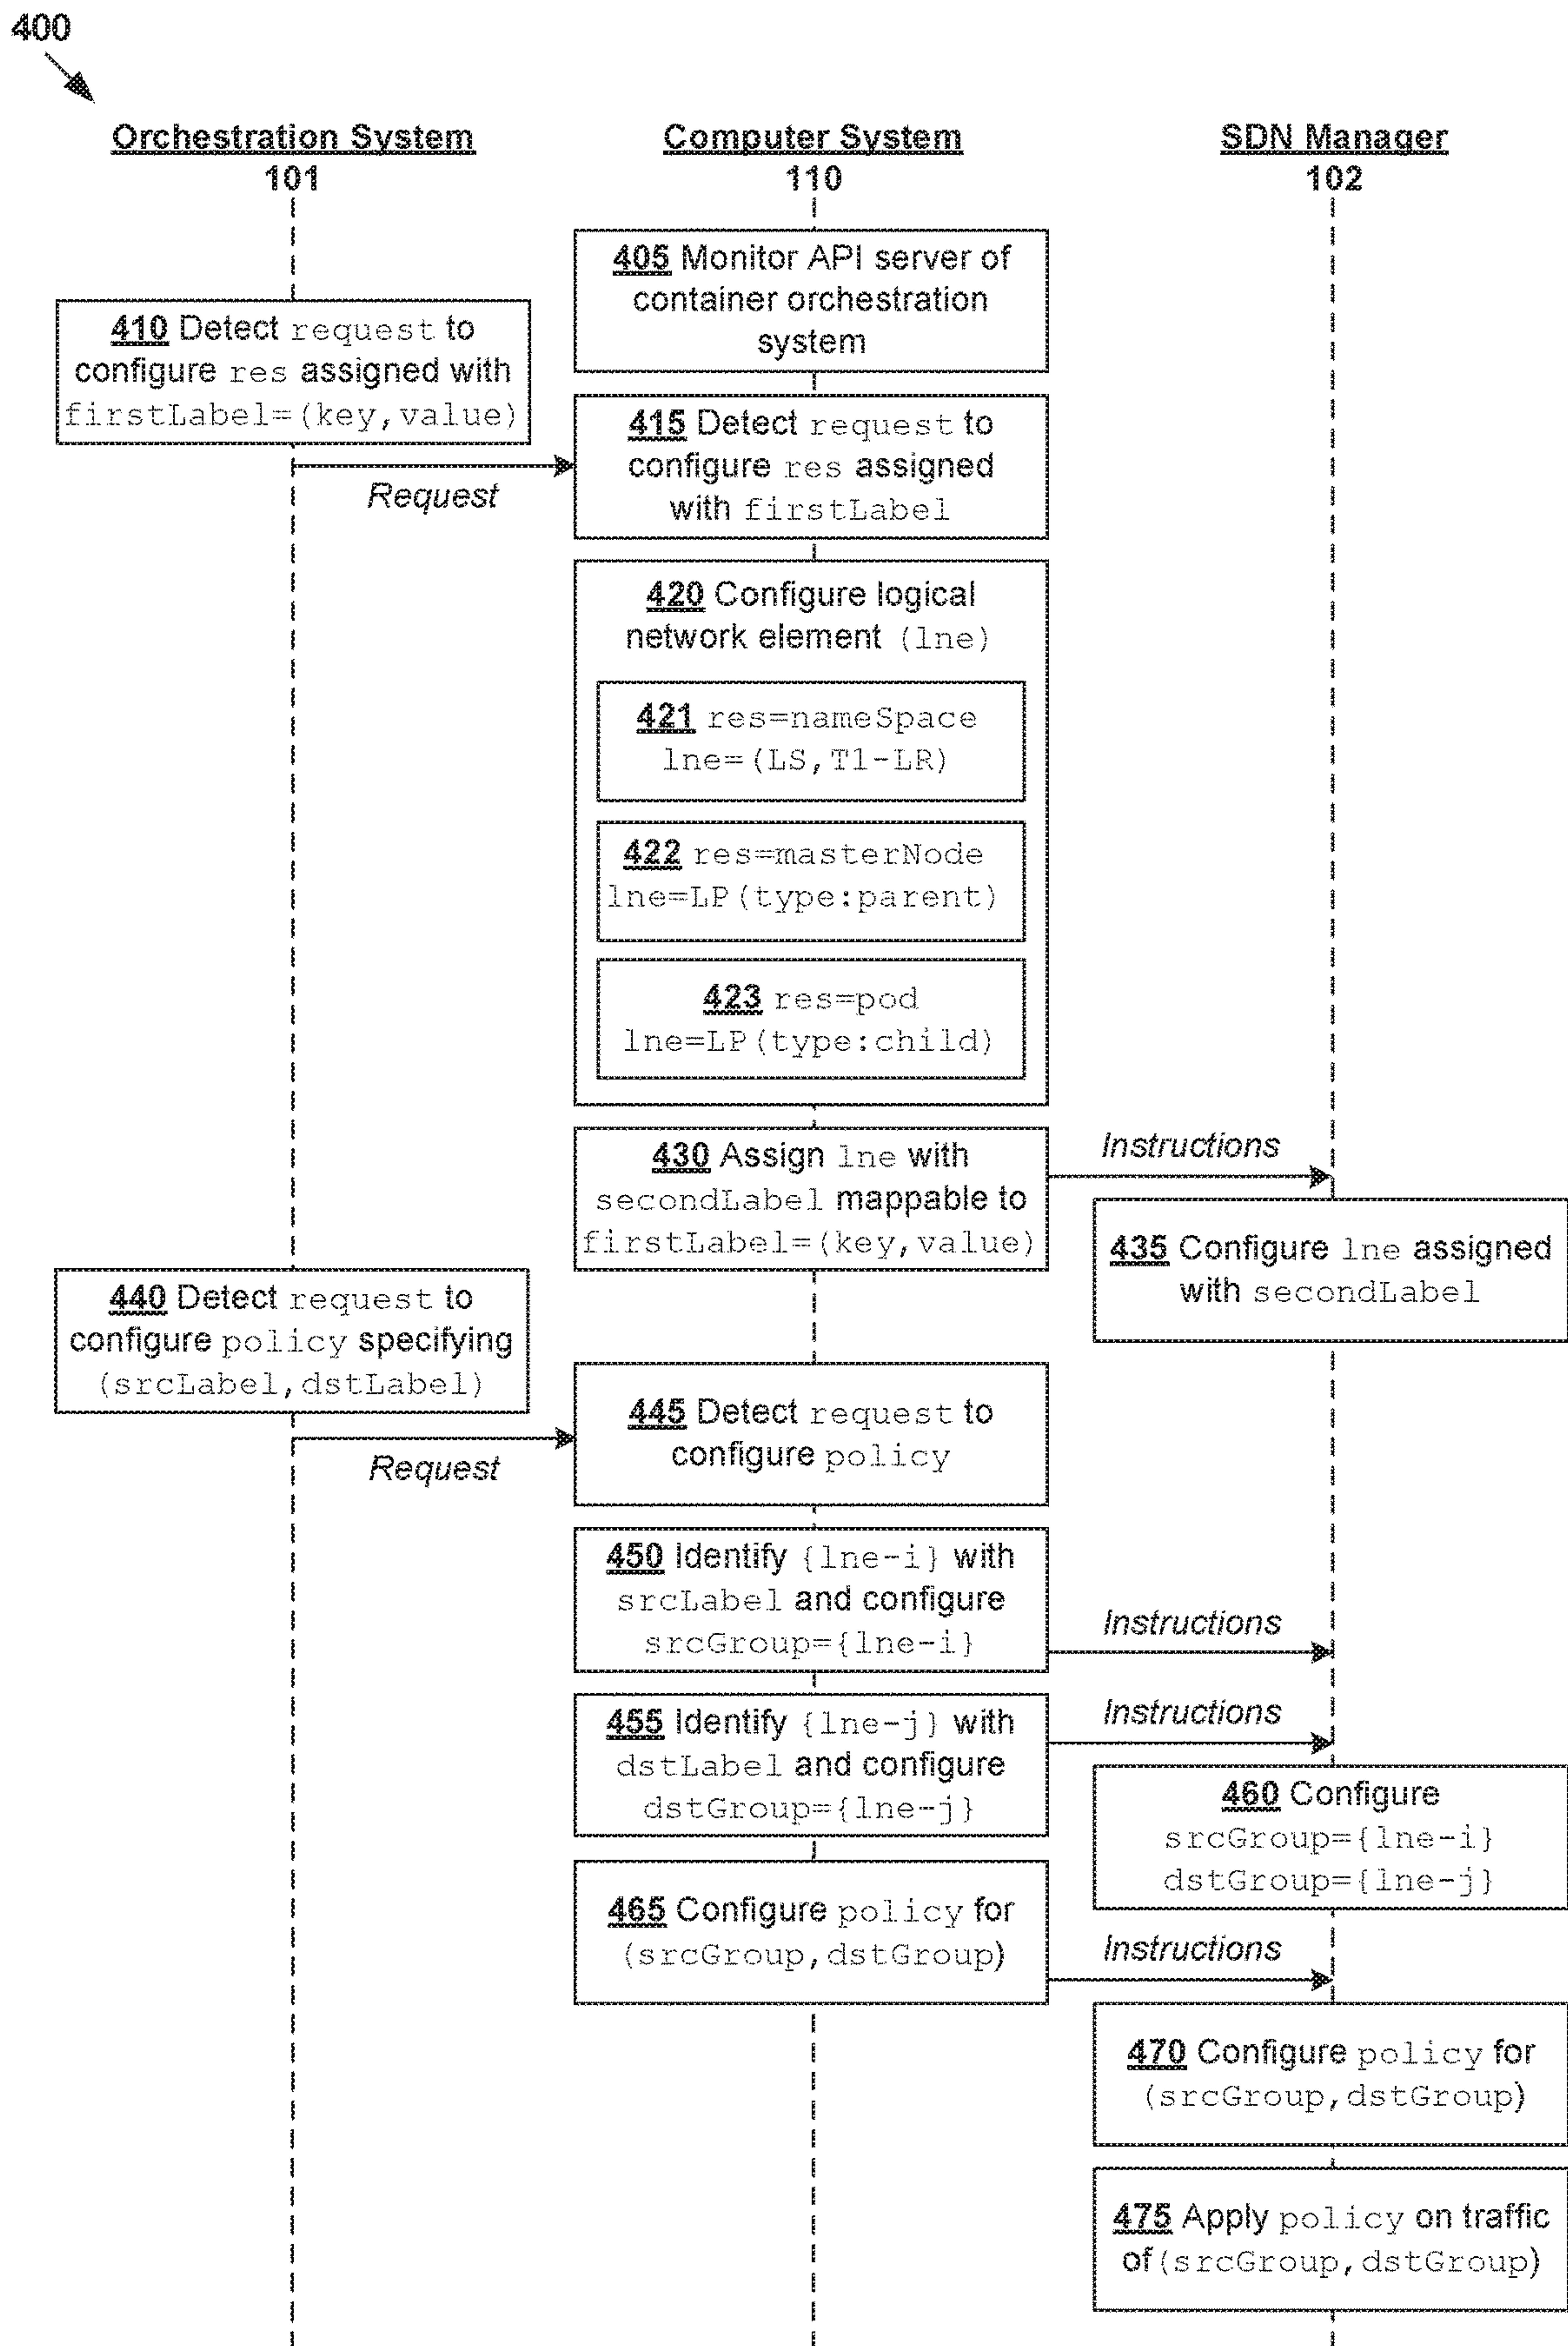 400
Orchestration System
101
Computer System
110
SDN Manager
102
405 Monitor API server of
container orchestration
system
410 Detect request to
configure res assigned with
firstLabel=(key,value)
Request
415 Detect request to
configure res assigned
with firstLabel
420 Configure logical
network element (lne)
421 res=nameSpace
lne=(LS,T1-LR)
422 res=masterNode
lne=LP(type:parent)
423 res=pod
lne=LP(type:child)
430 Assign lne with
secondLabel mappable to
firstLabel=(key,value)
Instructions
435 Configure lne assigned
with secondLabel
440 Detect request to
configure policy specifying
(srcLabel,dstLabel)
Request
445 Detect request to
configure policy
450 Identify {lne-i} with
srcLabel and configure
srcGroup={lne-i}
Instructions
455 Identify {lne-j} with
dstLabel and configure
dstGroup={lne-j}
Instructions
460 Configure
srcGroup={lne-i}
dstGroup={lne-j}
465 Configure policy for
(srcGroup,dstGroup)
Instructions
470 Configure policy for
(srcGroup,dstGroup)
475 Apply policy on traffic
of(srcGroup,dstGroup)